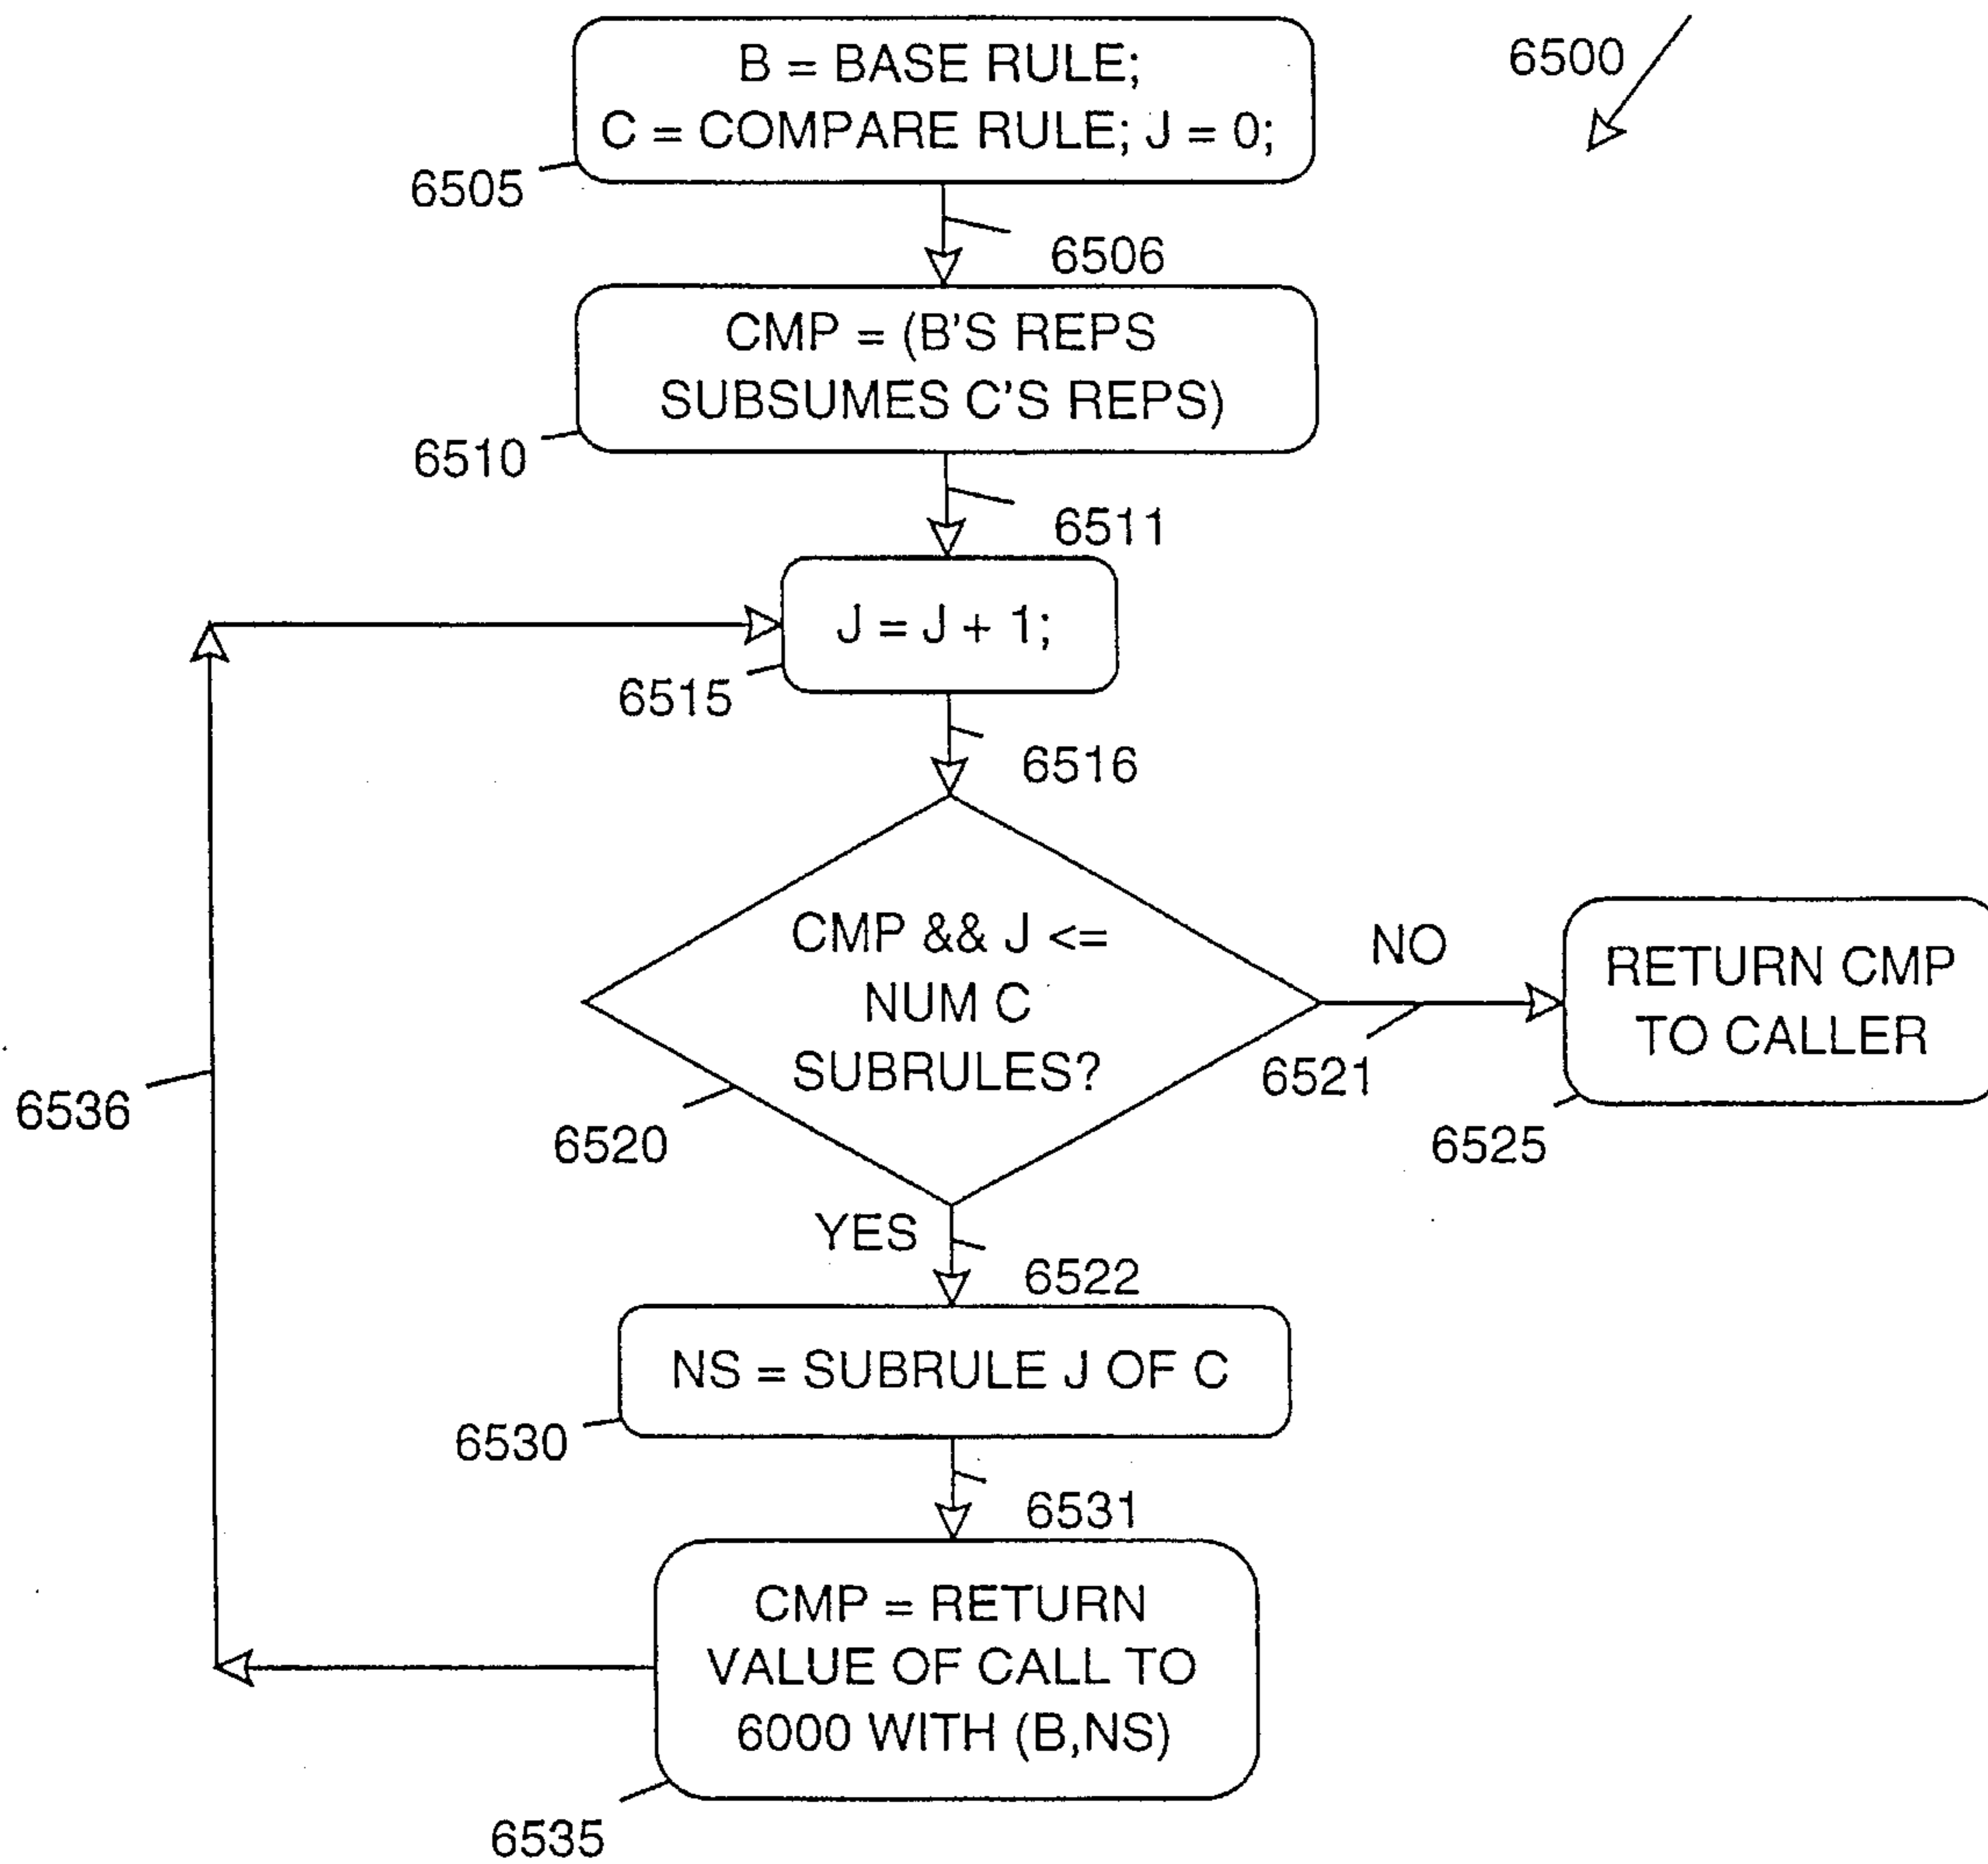 B = BASE RULE;
C = COMPARE RULE; J = 0;
6500
6505
6506
CMP = (B'S REPS
SUBSUMES C'S REPS)
6510
6511
J = J + 1;
6515
6516
CMP && J <=
NUM C
SUBRULES?
NO
RETURN CMP
TO CALLER
6536
6520
6521
6525
YES
6522
NS = SUBRULE J OF C
6530
6531
CMP = RETURN
VALUE OF CALL TO
6000 WITH (B,NS)
6535